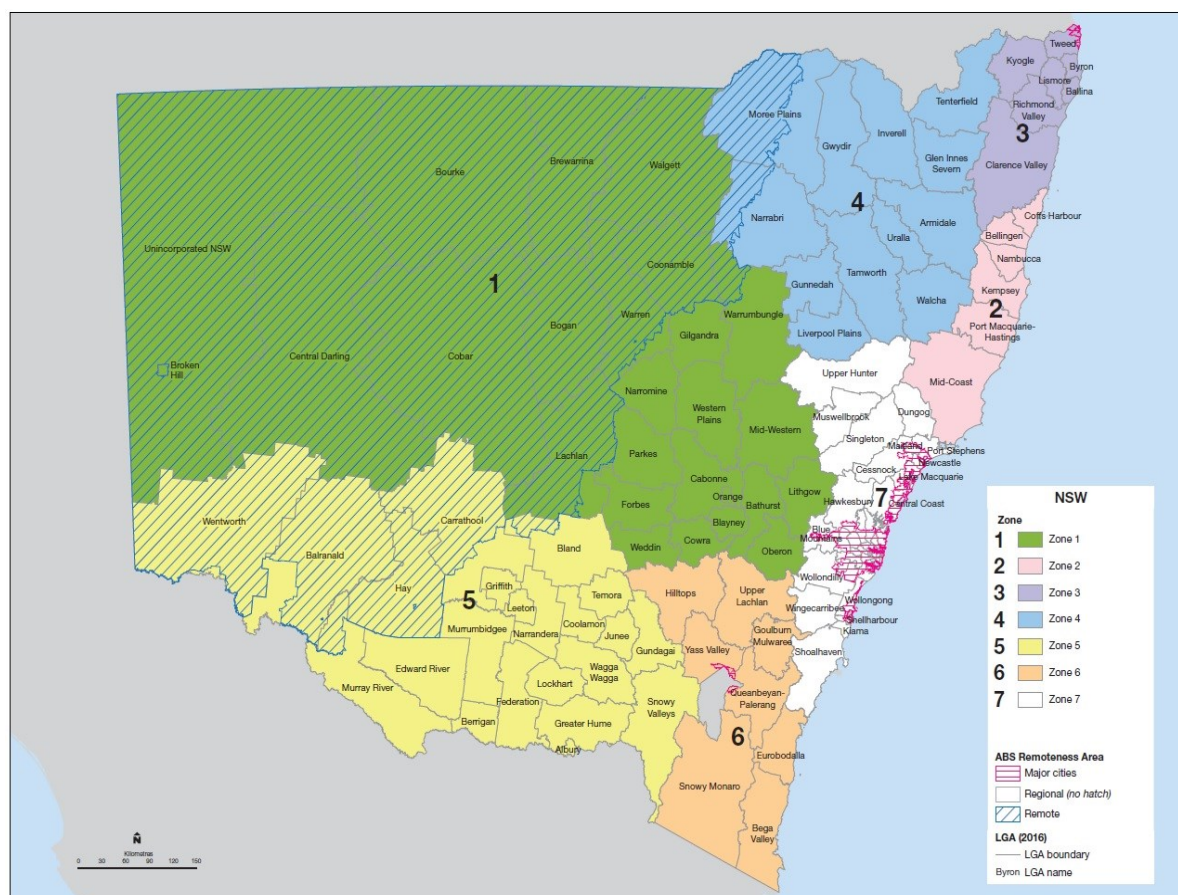 Tweed
Kyogle
Byron
Lismore
Ballina
Richmond
Valley
3
Clarence Valley
Tenterfield
Moree Plains
Inverell
Gwydir
Glen Innes
Severn
4
Narrabri
Armidale
Uralla
Tamworth
Gunnedah
Walcha
Liverpool Plains
Coffs Harbour
Bellingen
Nambucca
Kempsey
2
Port Macquarie-
Hastings
Mid-Coast
Brewarrina
Walgett
Bourke
Unincorporated NSW
Coonamble
1
Warren
Warrumbungle
Bogan
Gilgandra
Central Darling
Cobar
Broken
Hill
Narromine
Western
Plains
Mid-Western
Lachlan
Parkes
Cabonne
Orange
Forbes
Bathurst
Lithgow
Blayney
Weddin
Cowra
Oberon
Upper Hunter
Muswellbrook
Dungog
Singleton
Maitland
Port Stephens
Newcastle
Cessnock
Lake Macquarie
7
Hawkesbury
Central Coast
Blue
Mountains
Wollondilly
Wollongong
Wingecarribee
Shellharbour
Kiama
Shoalhaven
Wentworth
Carrathool
Balranald
Hay
Bland
5
Griffith
Temora
Leeton
Murrumbidgee
Coolamon
Narrandera
Junee
Gundagai
Edward River
Wagga
Wagga
Lockhart
Murray River
Federation
Snowy
Valleys
Berrigan
Greater Hume
Albury
Hilltops
Upper
Lachlan
Goulburn
Mulwaree
Yass Valley
Queanbeyan-
Palerang
6
Eurobodalla
Snowy Monaro
Bega
Valley
NSW
Zone
1 Zone 1
2 Zone 2
3 Zone 3
4 Zone 4
5 Zone 5
6 Zone 6
7 Zone 7
ABS Remoteness Area
Major cities
Regional (no hatch)
Remote
LGA (2016)
LGA boundary
Byron LGA name
N
Kilometres
0 30 60 90 120 150